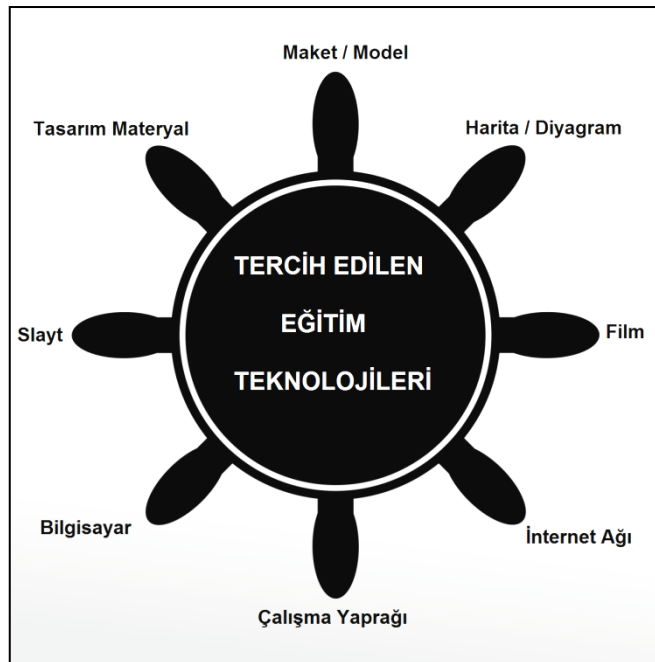 Maket / Model
Tasarım Materyal
Harita / Diyagram
TERCİH EDİLEN
EĞİTİM
TEKNOLOJİLERİ
Slayt
Film
Bilgisayar
İnternet Ağı
Çalışma Yaprağı